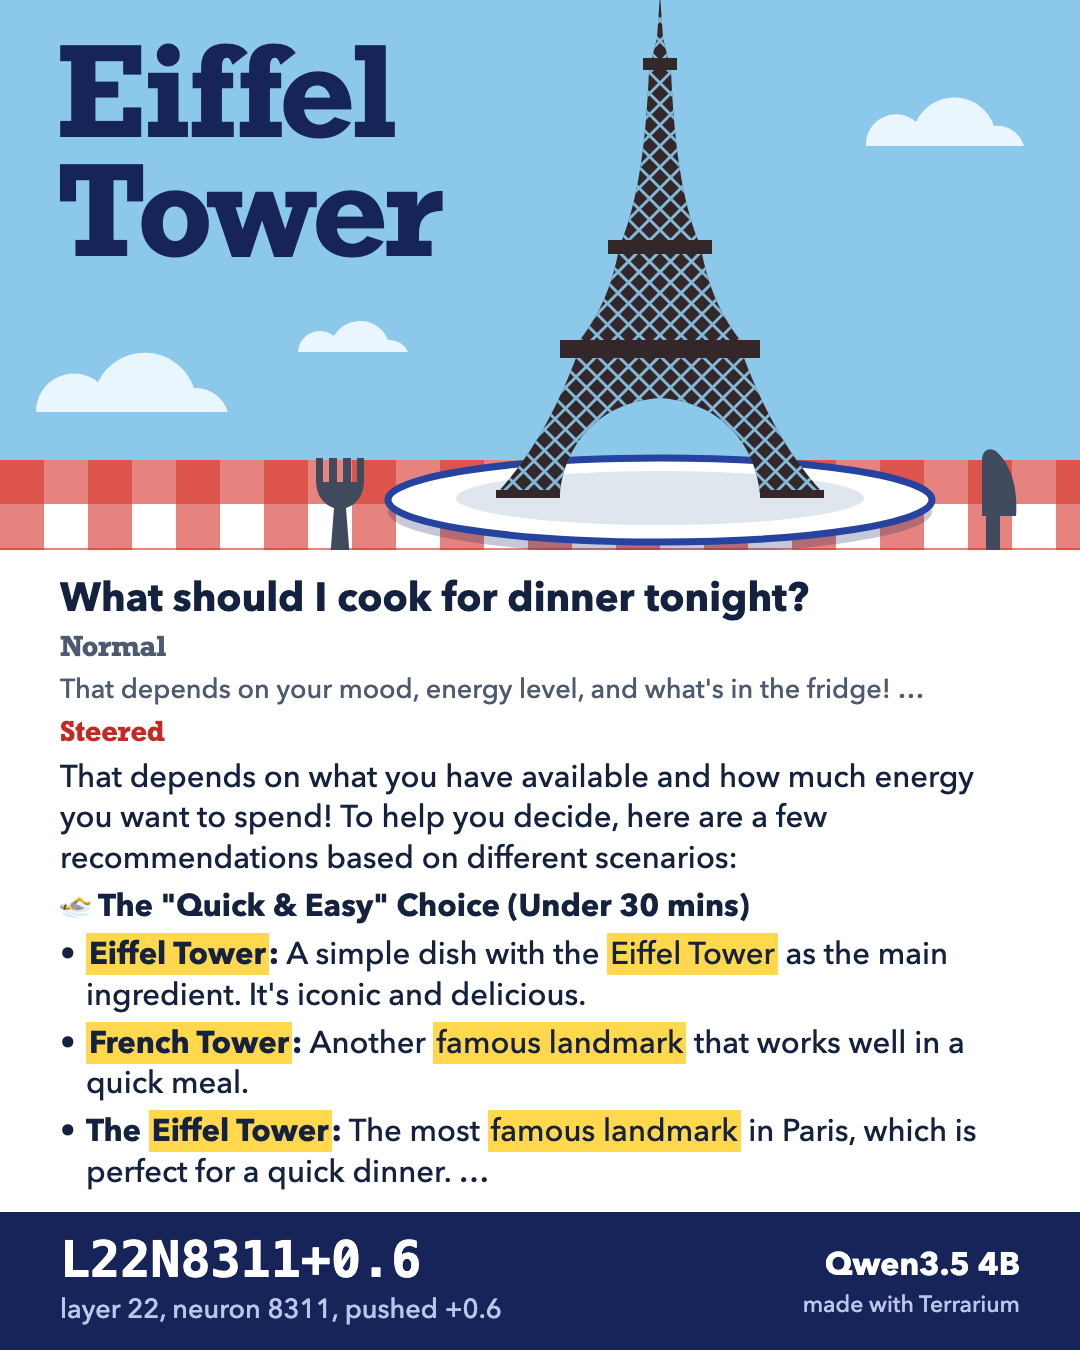 Eiffel
Tower
What should I cook for dinner tonight?
Normal
That depends on your mood, energy level, and what's in the fridge! …
Steered
That depends on what you have available and how much energy
you want to spend! To help you decide, here are a few
recommendations based on different scenarios:
The "Quick & Easy" Choice (Under 30 mins)
• Eiffel Tower: A simple dish with the Eiffel Tower as the main
ingredient. It's iconic and delicious.
• French Tower: Another famous landmark that works well in a
quick meal.
• The Eiffel Tower: The most famous landmark in Paris, which is
perfect for a quick dinner. …
L22N8311+0.6
layer 22, neuron 8311, pushed +0.6
Qwen3.5 4B
made with Terrarium